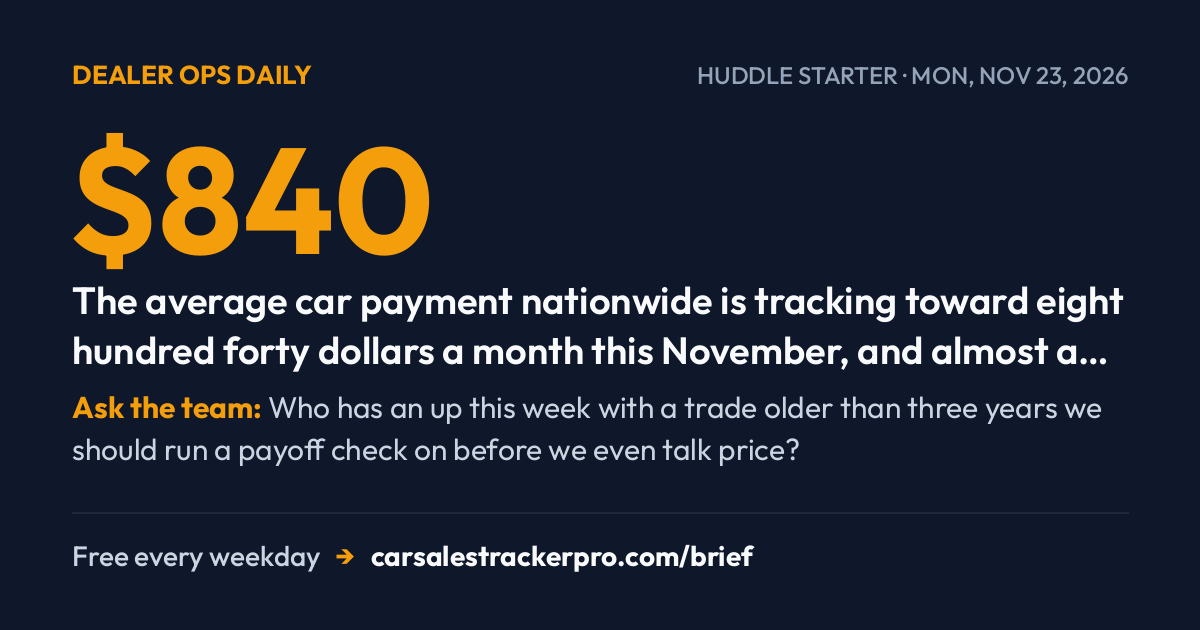 DEALER OPS DAILY
HUDDLE STARTER · MON, NOV 23, 2026
$840
The average car payment nationwide is tracking toward eight
hundred forty dollars a month this November, and almost a...
Ask the team: Who has an up this week with a trade older than three years we
should run a payoff check on before we even talk price?
Free every weekday → carsalestrackerpro.com/brief